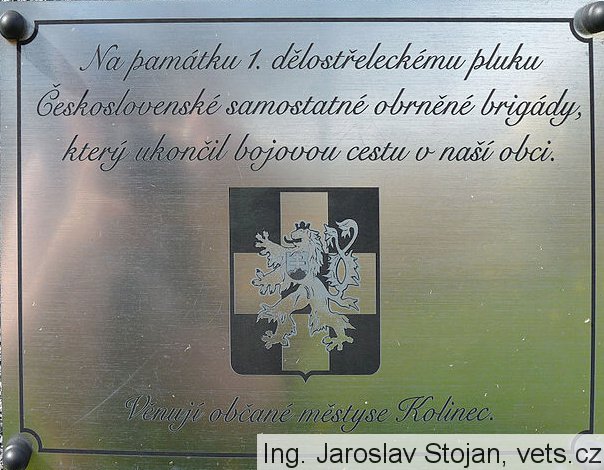 Na památku 1. dělostřeleckému pluku
Československé samostatné obrněné brigády,
který ukončil bojovou cestu v naší obci.
Věnují občané městyse Kolinec.
Ing. Jaroslav Stojan, vets.cz